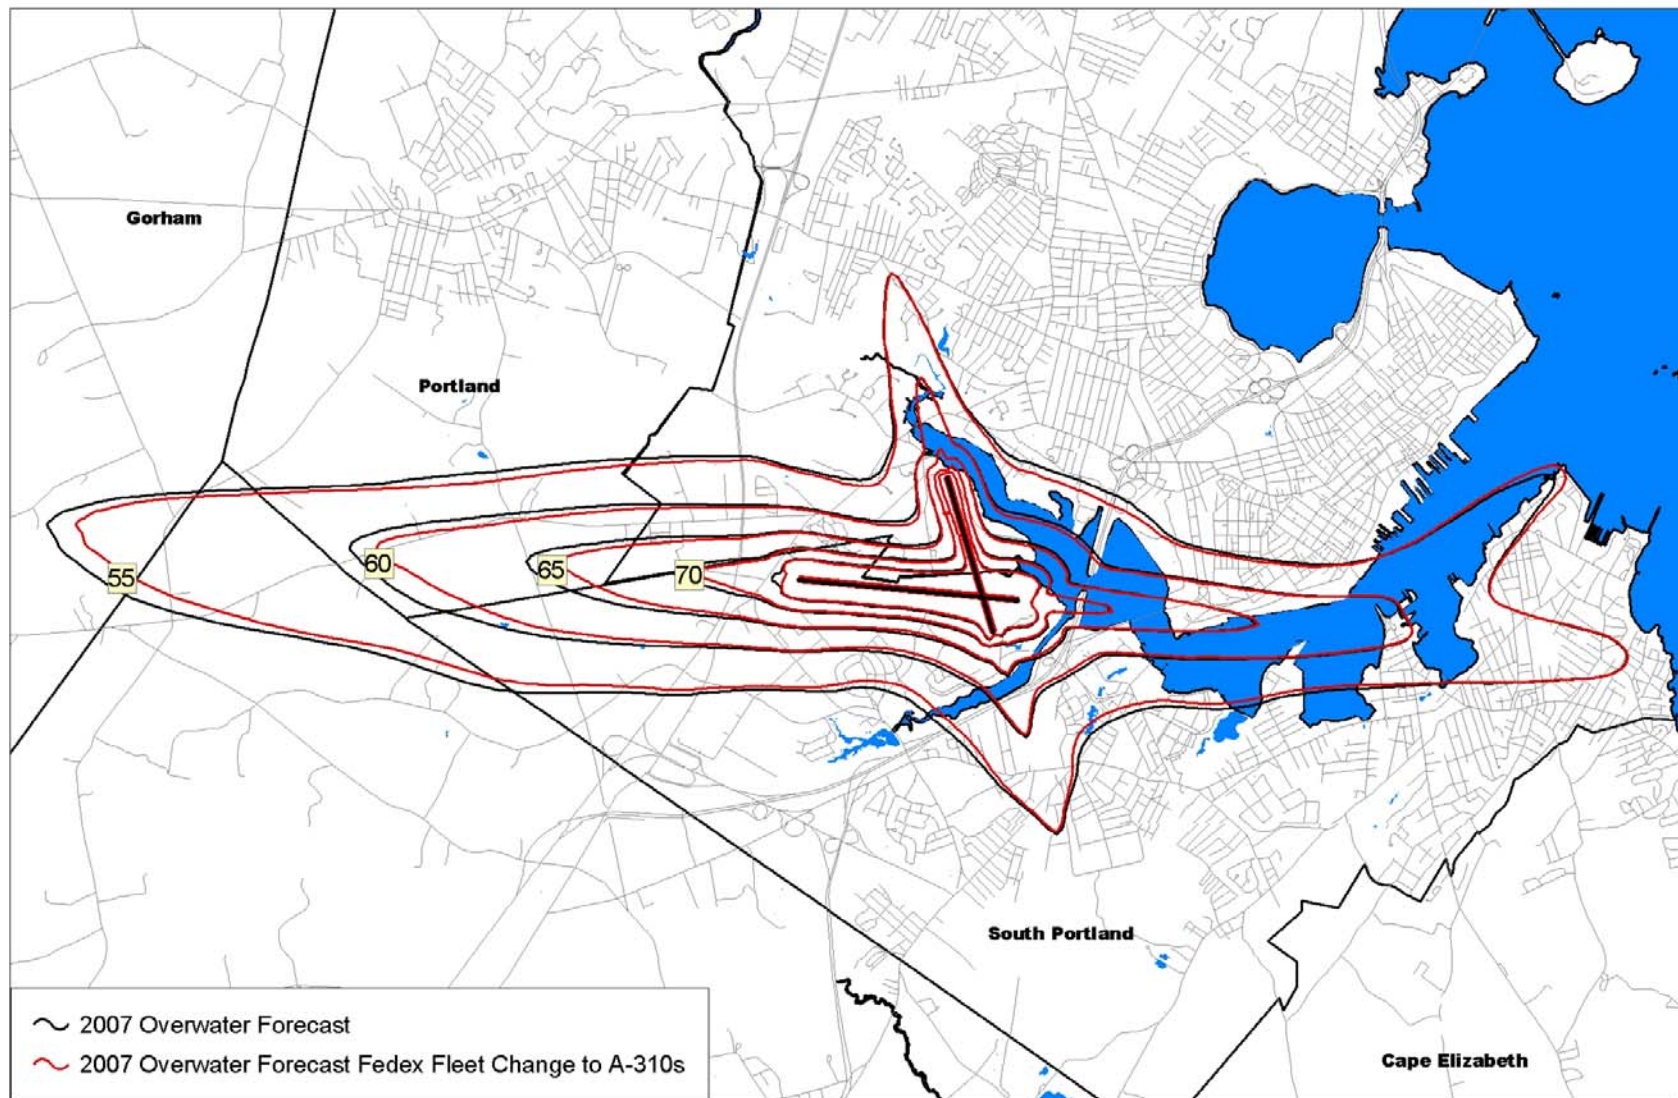 Gorham
Portland
55
60
65
70
South Portland
Cape Elizabeth
2007 Overwater Forecast
2007 Overwater Forecast Fedex Fleet Change to A-310s